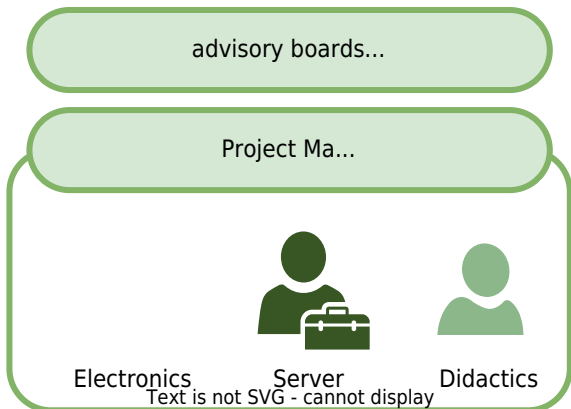 advisory boards...
Project Ma...
Electronics Server Didactics
Text is not SVG - cannot display